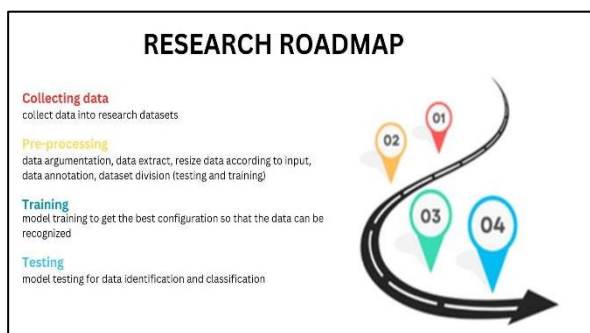 RESEARCH ROADMAP
Collecting data
collect data into research datasets
Pre-processing
data argumentation, data extract, resize data according to input,
data annotation, dataset division (testing and training)
Training
model training to get the best configuration so that the data can be
recognized
Testing
model testing for data identification and classification
01
02
03
04